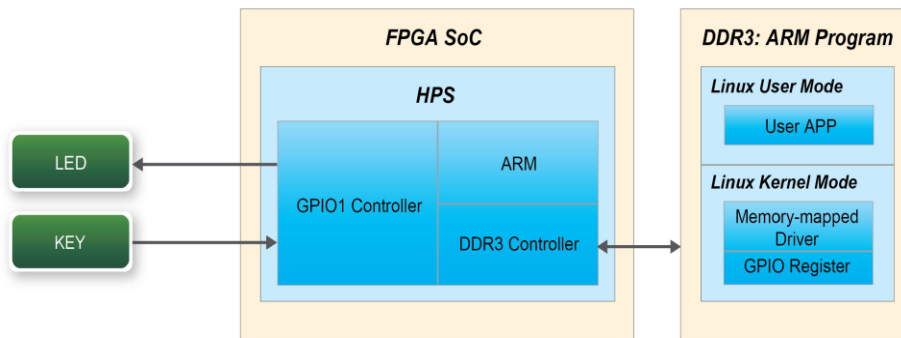 FPGA SoC
HPS
LED
KEY
GPIO1 Controller
ARM
DDR3 Controller
DDR3: ARM Program
Linux User Mode
User APP
Linux Kernel Mode
Memory-mapped
Driver
GPIO Register